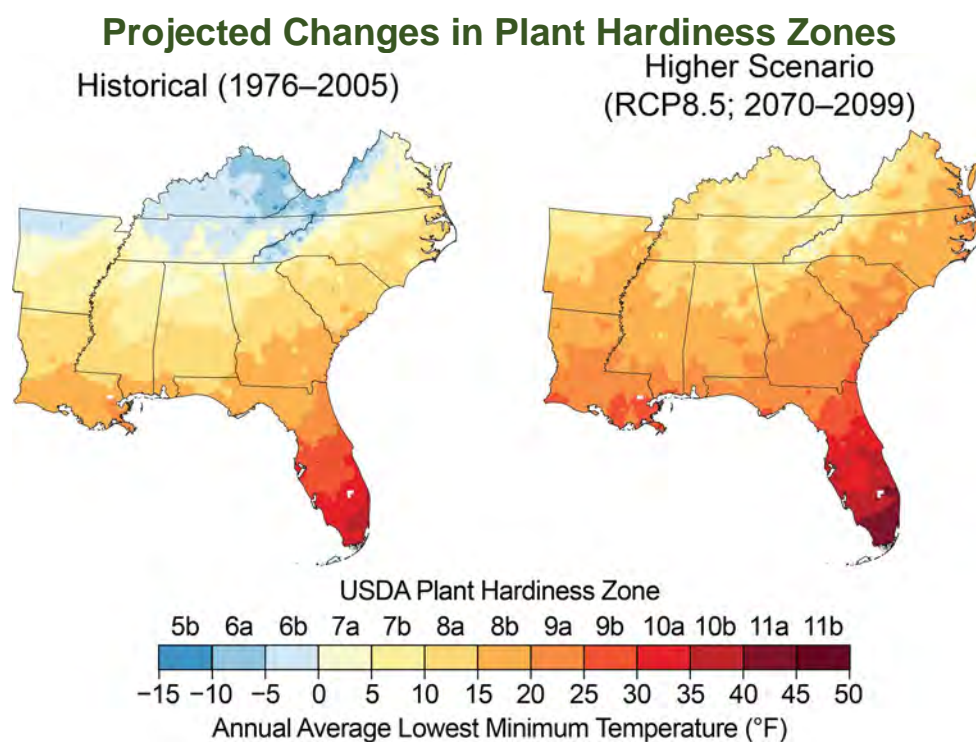 Projected Changes in Plant Hardiness Zones
Historical (1976–2005)
Higher Scenario
(RCP8.5; 2070–2099)
USDA Plant Hardiness Zone
5b 6a 6b 7a 7b 8a 8b 9a 9b 10a 10b 11a 11b
−15 −10 −5 0 5 10 15 20 25 30 35 40 45 50
Annual Average Lowest Minimum Temperature (°F)